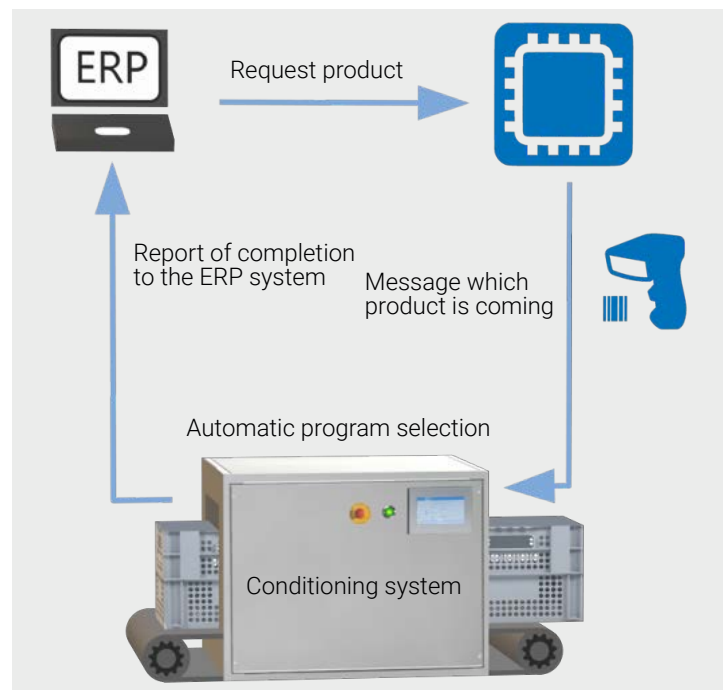 ERP
Request product
Report of completion
to the ERP system
Message which
product is coming
Automatic program selection
Conditioning system